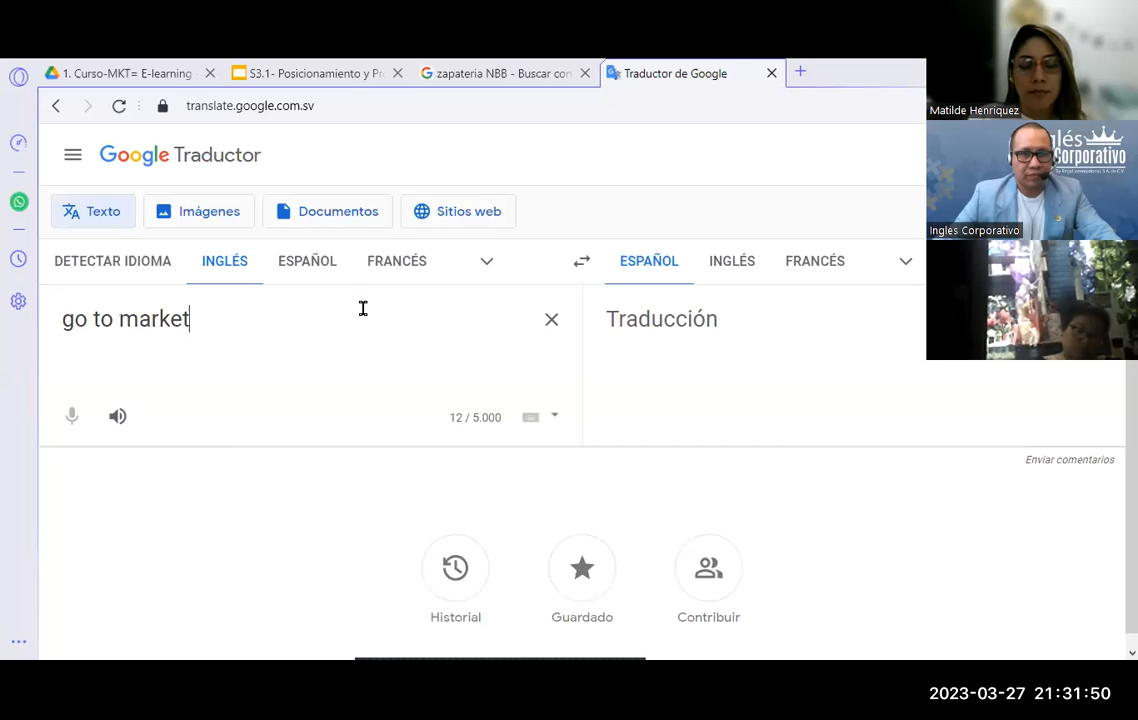 1. Curso-MKT= E-learning
S3.1- Posicionamiento y Pr
zapateria NBB - Buscar con
Traductor de Google
translate.google.com.sv
Google Traductor
Texto
Imágenes
Documentos
Sitios web
DETECTAR IDIOMA
INGLÉS
ESPAÑOL
FRANCÉS
ESPAÑOL
INGLÉS
FRANCÉS
go to market
Traducción
12 / 5.000
Enviar comentarios
Historial
Guardado
Contribuir
Matilde Henriquez
glés
Corporativo
Ingles Corporativo
2023-03-27 21:31:50